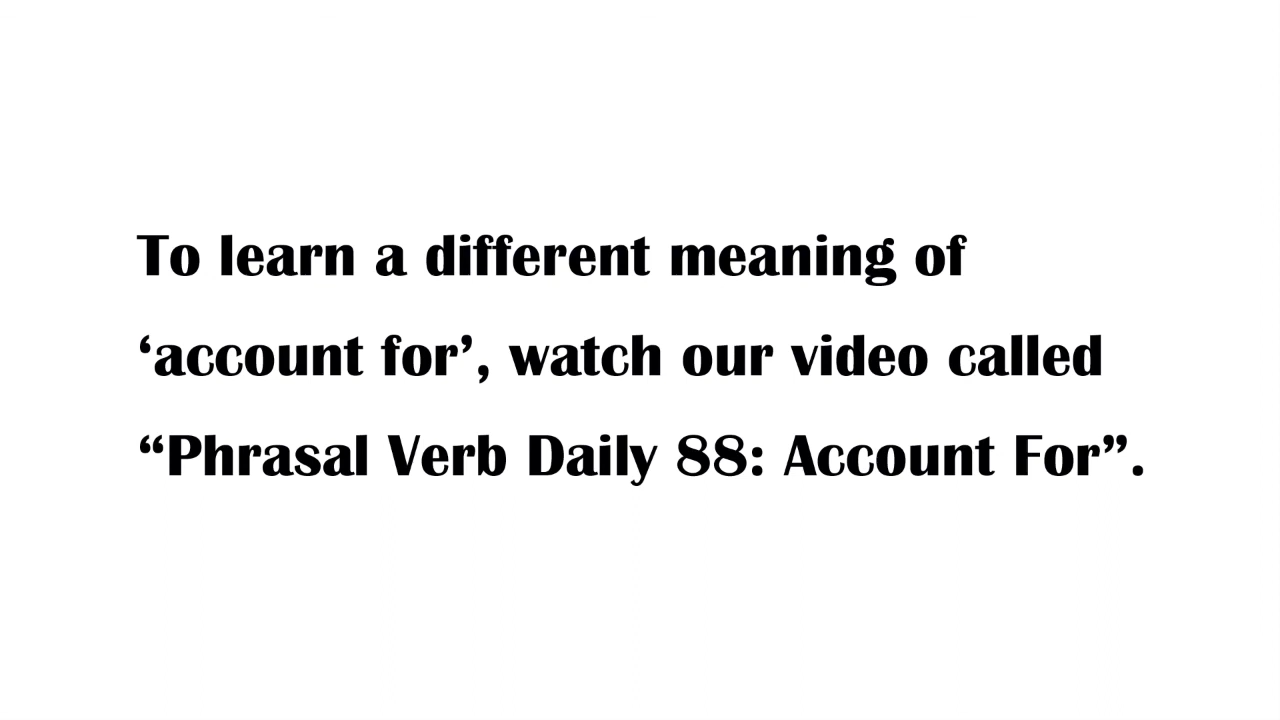 To learn a different meaning of
‘account for’, watch our video called
“Phrasal Verb Daily 88: Account For”.